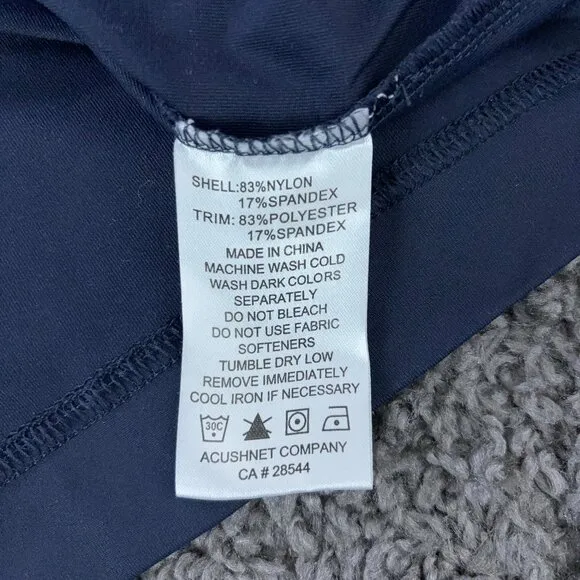 SHELL:83%NYLON
17%SPANDEX
TRIM: 83%POLYESTER
17%SPANDEX
MADE IN CHINA
MACHINE WASH COLD
WASH DARK COLORS
SEPARATELY
DO NOT BLEACH
DO NOT USE FABRIC
SOFTENERS
TUMBLE DRY LOW
REMOVE IMMEDIATELY
COOL IRON IF NECESSARY
30C
ACUSHNET COMPANY
CA # 28544